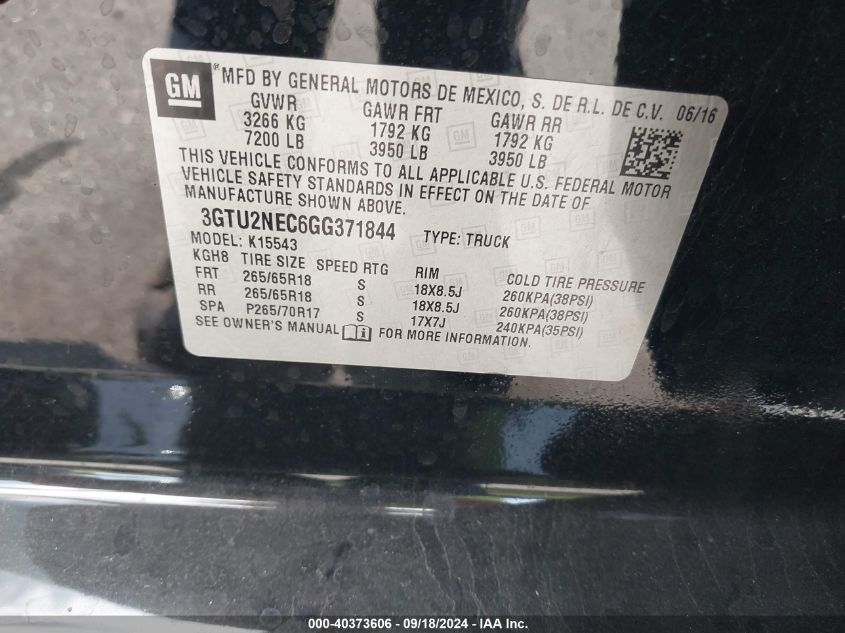 GM ® MFD BY GENERAL MOTORS DE MEXICO, S. DE R.L. DE C.V. 06/16
GVWR GAWR FRT GAWR RR
3266 KG 1792 KG 1792 KG
7200 LB 3950 LB 3950 LB
THIS VEHICLE CONFORMS TO ALL APPLICABLE U.S. FEDERAL MOTOR
VEHICLE SAFETY STANDARDS IN EFFECT ON THE DATE OF
MANUFACTURE SHOWN ABOVE.
3GTU2NEC6GG371844 TYPE: TRUCK
MODEL: K15543
KGH8 TIRE SIZE SPEED RTG RIM COLD TIRE PRESSURE
FRT 265/65R18 S 18X8.5J 260KPA(38PSI)
RR 265/65R18 S 18X8.5J 260KPA(38PSI)
SPA P265/70R17 S 17X7J 240KPA(35PSI)
SEE OWNER'S MANUAL FOR MORE INFORMATION.
000-40373606 - 09/18/2024 - IAA Inc.